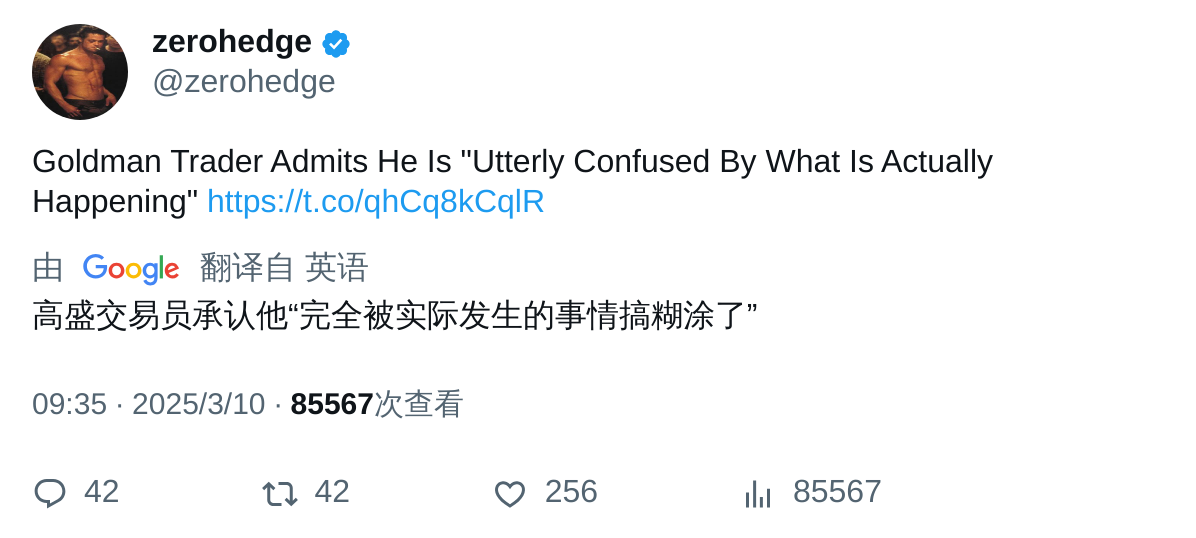 zerohedge
@zerohedge
Goldman Trader Admits He Is "Utterly Confused By What Is Actually
Happening" https://t.co/qhCq8kCqlR
由 Google 翻译自 英语
高盛交易员承认他“完全被实际发生的事情搞糊涂了”
09:35 · 2025/3/10 · 85567次查看
42 42 256 85567